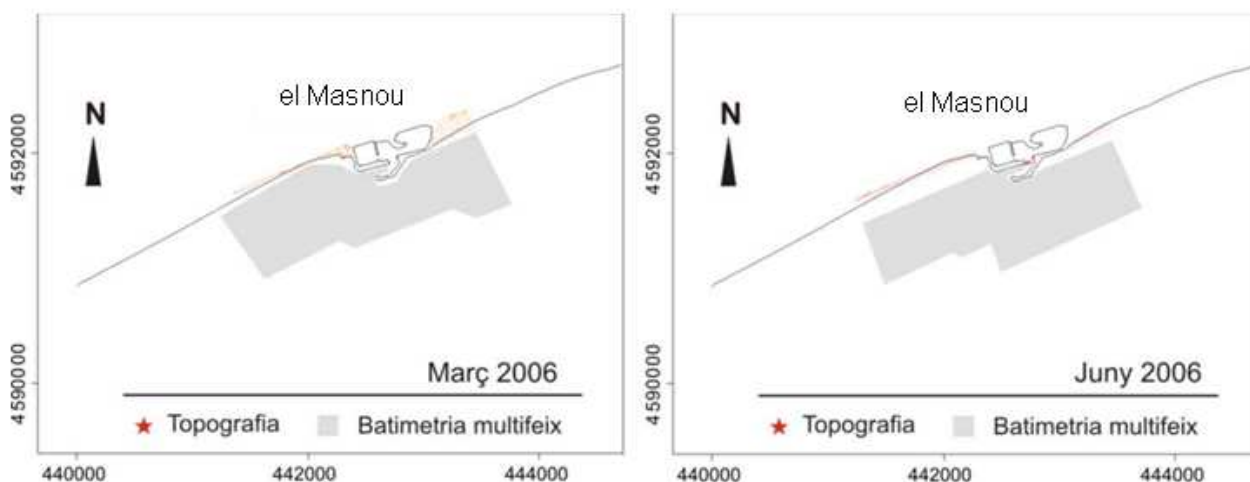 el Masnou
N
4592000
4590000
Març 2006
Topografia
Batimetria multifeix
440000
442000
444000
el Masnou
N
4592000
4590000
Juny 2006
Topografia
Batimetria multifeix
440000
442000
444000